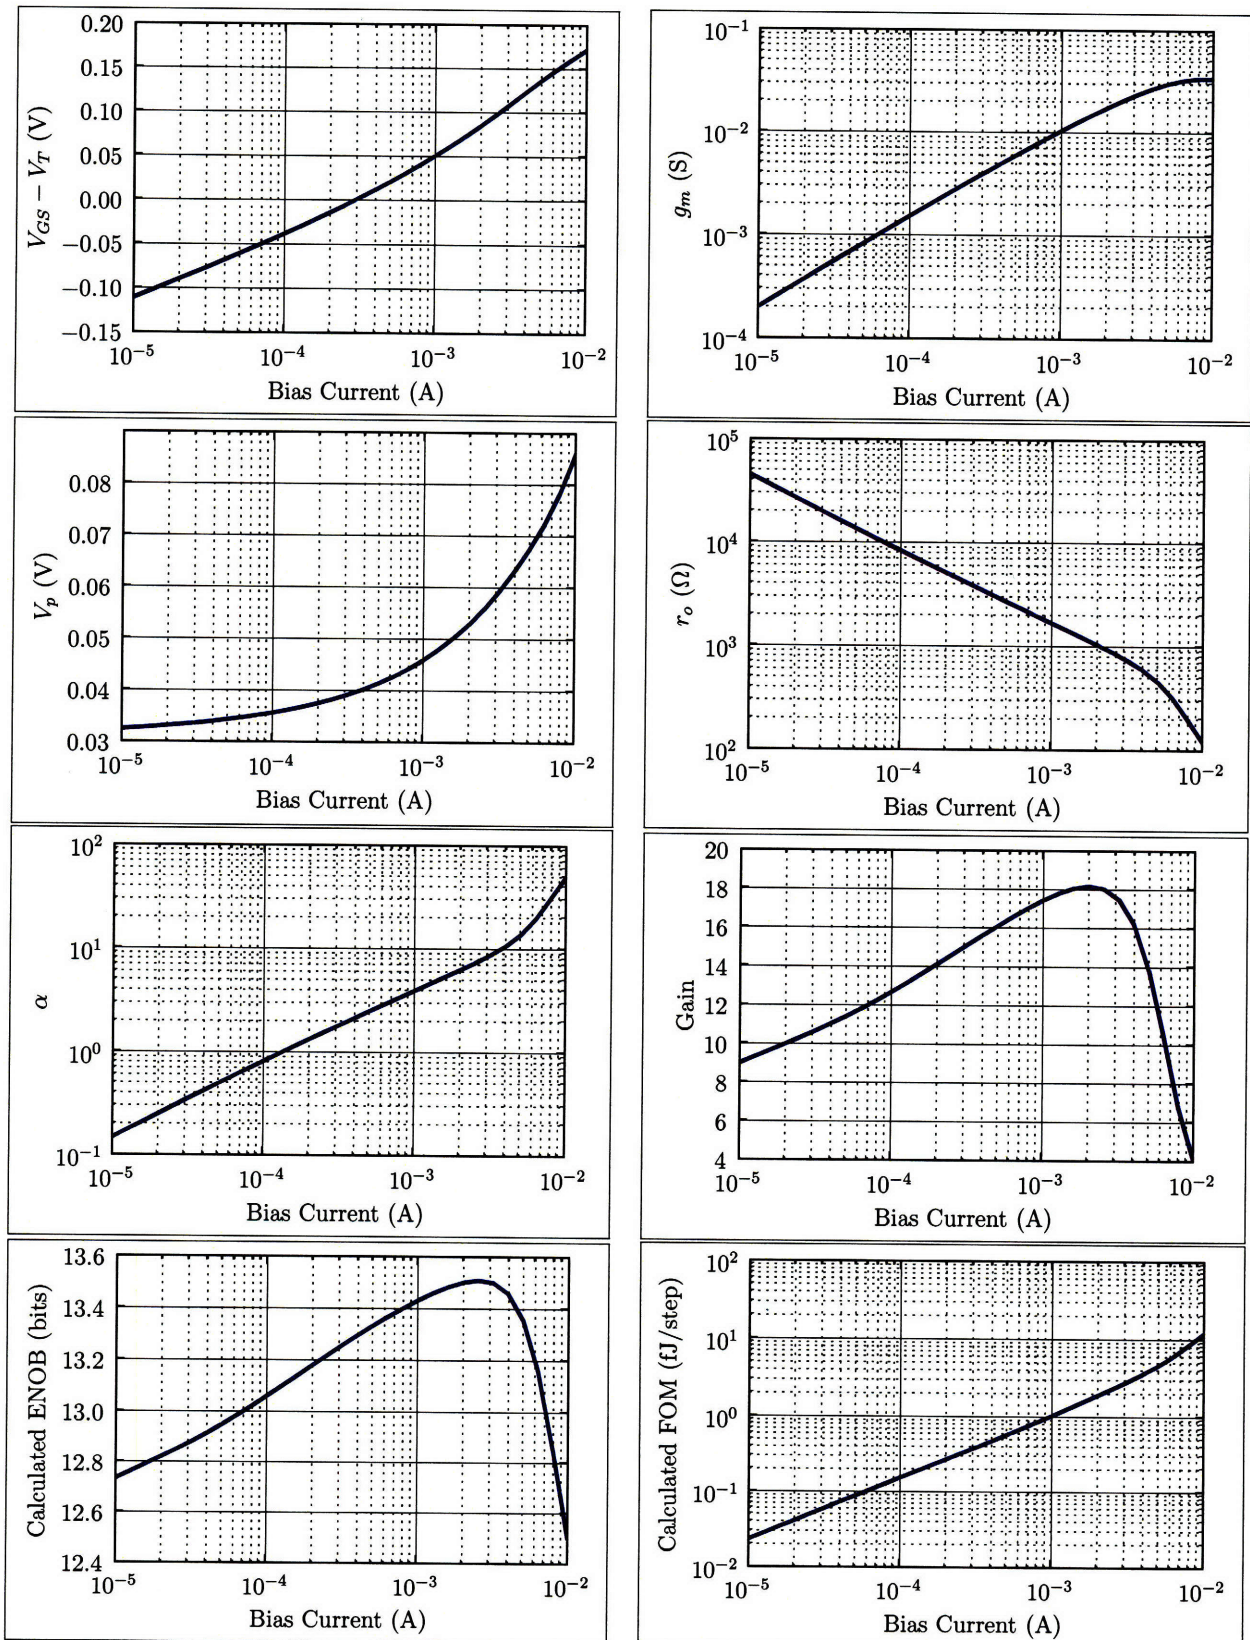 0.20
0.15
0.10
0.05
0.00
−0.05
−0.10
−0.15
V_GS − V_T (V)
10^−5 10^−4 10^−3 10^−2
Bias Current (A)
10^−1
10^−2
10^−3
10^−4
g_m (S)
10^−5 10^−4 10^−3 10^−2
Bias Current (A)
0.08
0.07
0.06
0.05
0.04
0.03
V_p (V)
10^−5 10^−4 10^−3 10^−2
Bias Current (A)
10^5
10^4
10^3
10^2
r_o (Ω)
10^−5 10^−4 10^−3 10^−2
Bias Current (A)
10^2
10^1
10^0
10^−1
α
10^−5 10^−4 10^−3 10^−2
Bias Current (A)
20
18
16
14
12
10
8
6
4
Gain
10^−5 10^−4 10^−3 10^−2
Bias Current (A)
13.6
13.4
13.2
13.0
12.8
12.6
12.4
Calculated ENOB (bits)
10^−5 10^−4 10^−3 10^−2
Bias Current (A)
10^2
10^1
10^0
10^−1
10^−2
Calculated FOM (fJ/step)
10^−5 10^−4 10^−3 10^−2
Bias Current (A)